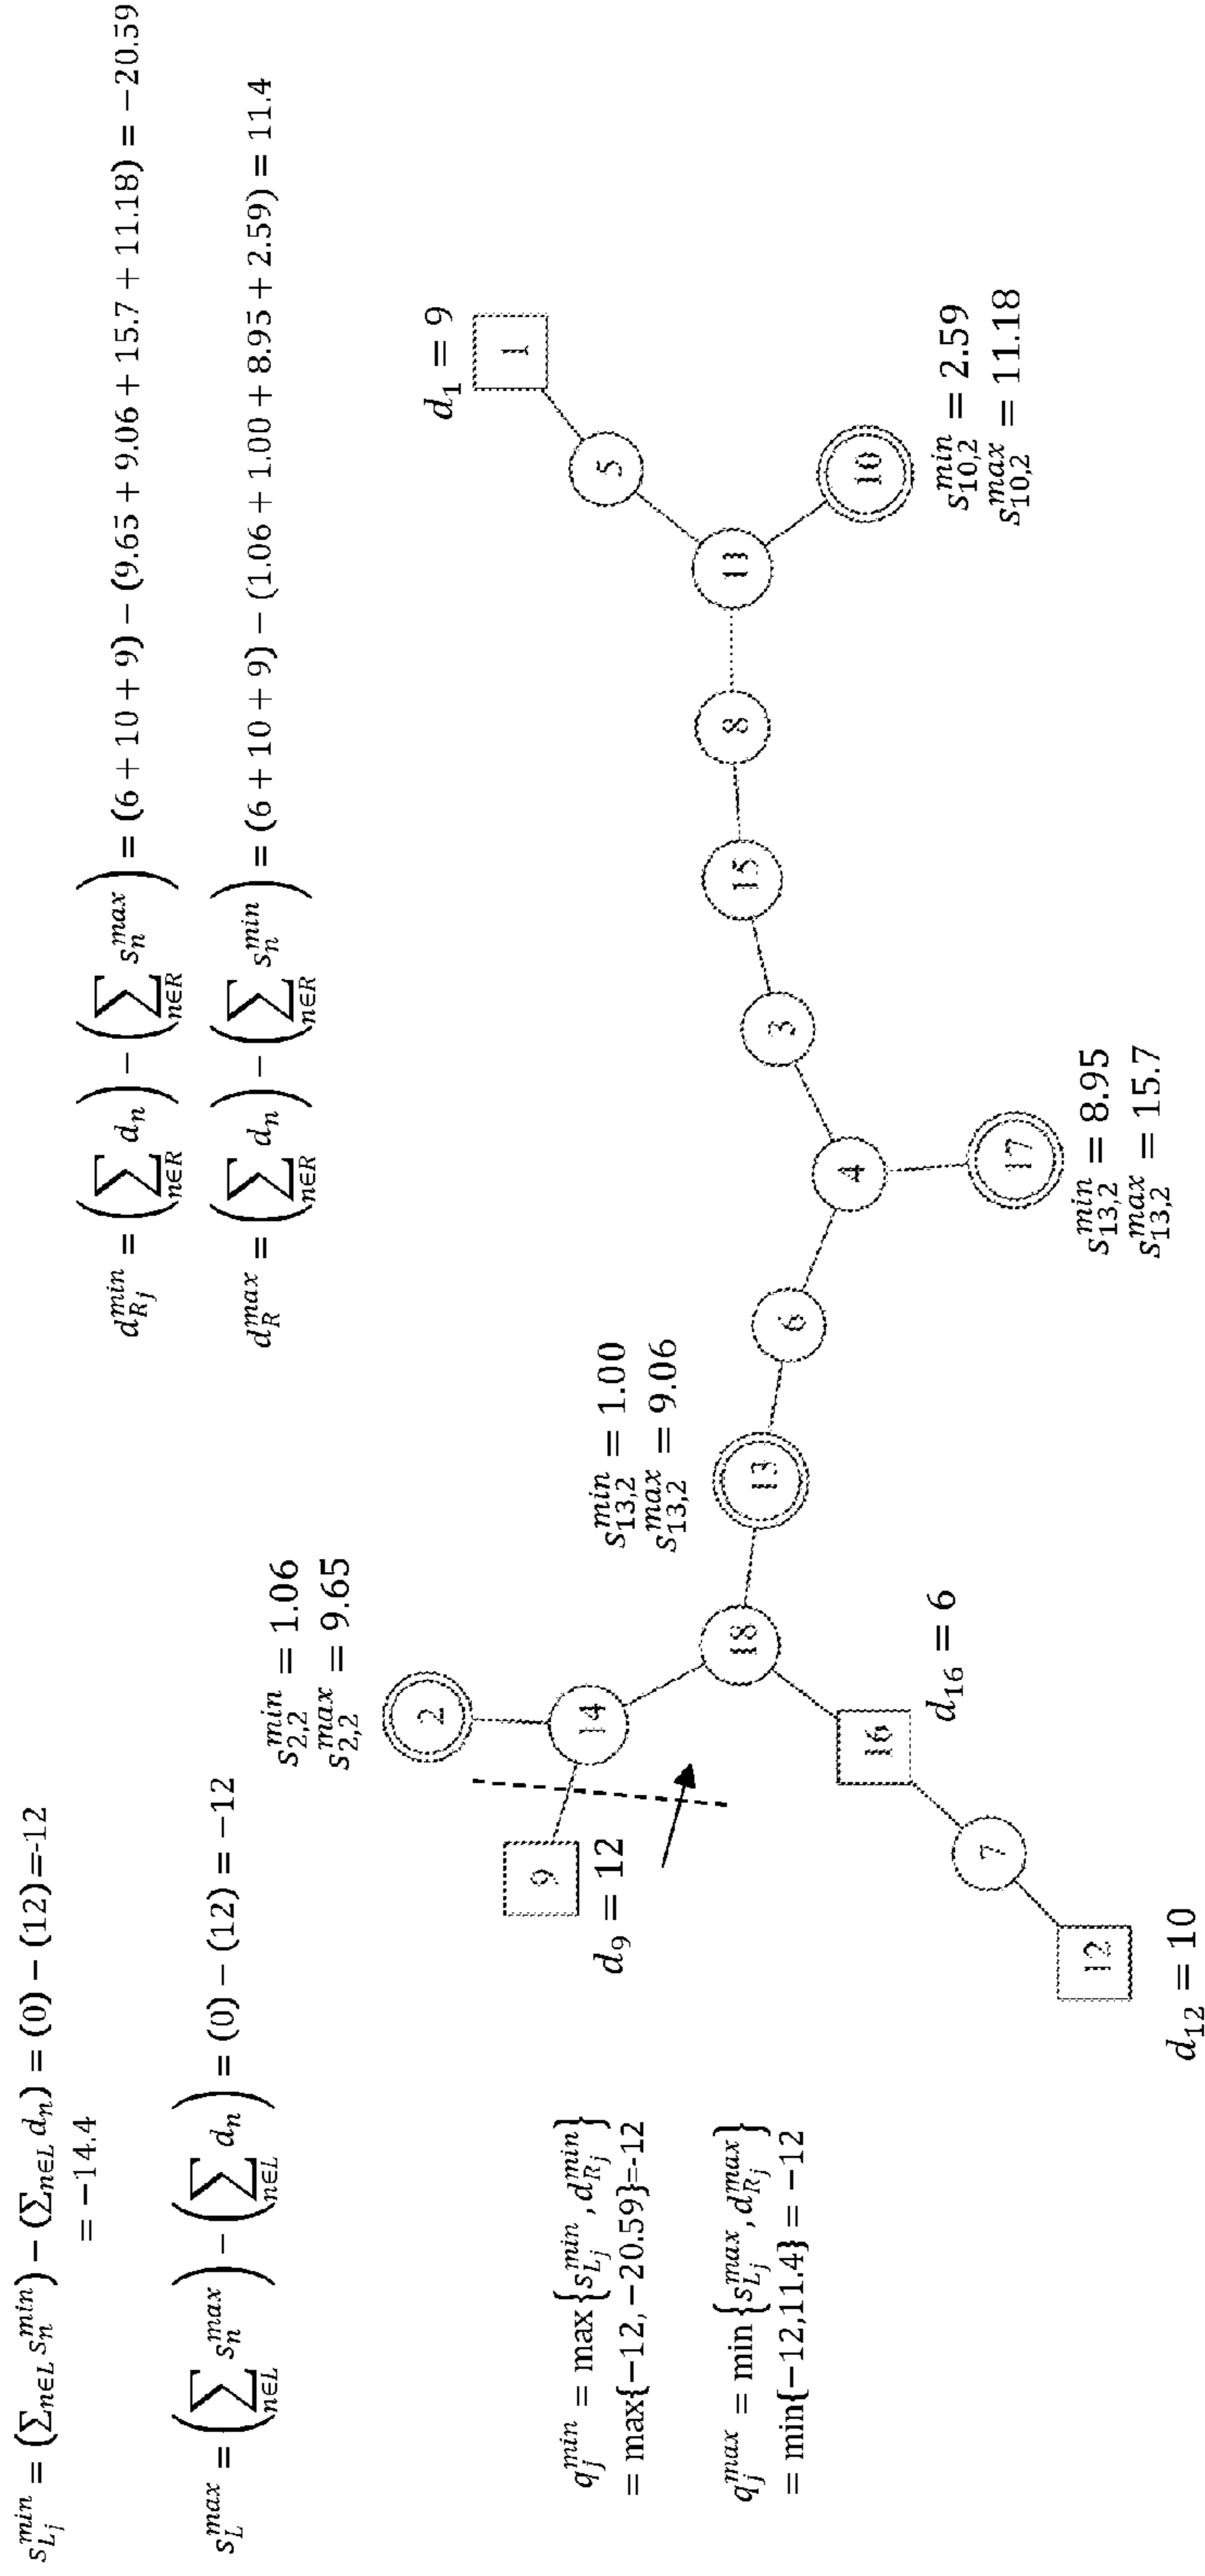 s_{L_j}^{min} = (∑_{n∈L} s_n^{min}) − (∑_{n∈L} d_n) = (0) − (12)=-12
= −14.4
s_L^{max} = (∑_{n∈L} s_n^{max}) − (∑_{n∈L} d_n) = (0) − (12) = −12
d_{R_j}^{min} = (∑_{n∈R} d_n) − (∑_{n∈R} s_n^{max}) = (6 + 10 + 9) − (9.65 + 9.06 + 15.7 + 11.18) = −20.59
d_R^{max} = (∑_{n∈R} d_n) − (∑_{n∈R} s_n^{min}) = (6 + 10 + 9) − (1.06 + 1.00 + 8.95 + 2.59) = 11.4
q_j^{min} = max{s_{L_j}^{min}, d_{R_j}^{min}}
= max{−12, −20.59}=-12
q_j^{max} = min{s_{L_j}^{max}, d_{R_j}^{max}}
= min{−12,11.4} = −12
s_{2,2}^{min} = 1.06
s_{2,2}^{max} = 9.65
2
9
d_9 = 12
14
18
16
d_16 = 6
7
12
d_12 = 10
s_{13,2}^{min} = 1.00
s_{13,2}^{max} = 9.06
13
6
4
17
s_{13,2}^{min} = 8.95
s_{13,2}^{max} = 15.7
3
15
8
11
5
d_1 = 9
1
10
s_{10,2}^{min} = 2.59
s_{10,2}^{max} = 11.18